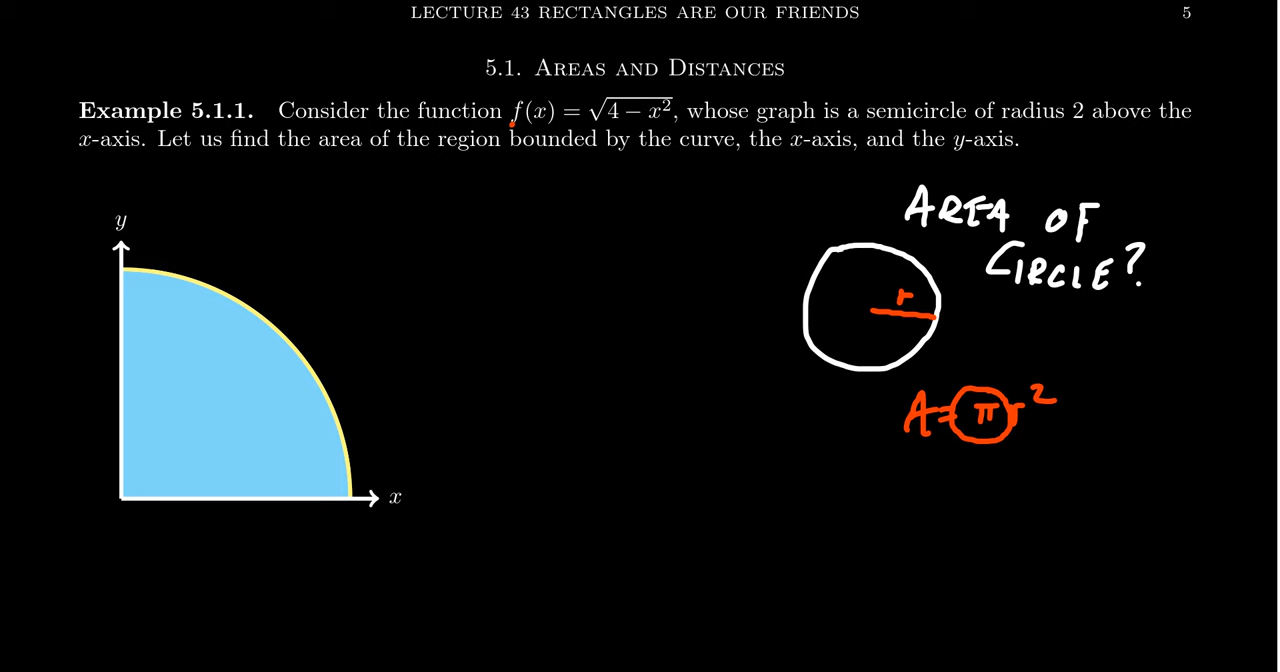 LECTURE 43 RECTANGLES ARE OUR FRIENDS 5
5.1. AREAS AND DISTANCES
Example 5.1.1. Consider the function f(x) = √(4 − x²), whose graph is a semicircle of radius 2 above the
x-axis. Let us find the area of the region bounded by the curve, the x-axis, and the y-axis.
AREA OF
CIRCLE?
y
r
A=πr²
x